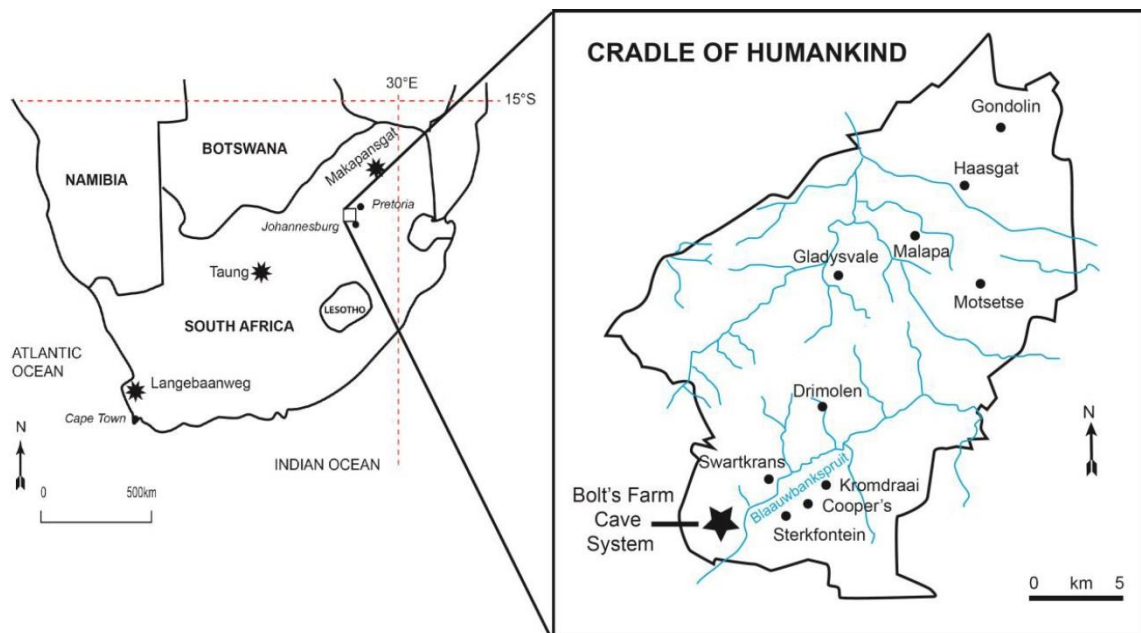 30°E
15°S
BOTSWANA
NAMIBIA
Makapansgat
Pretoria
Johannesburg
Taung
LESOTHO
SOUTH AFRICA
ATLANTIC
OCEAN
Langebaanweg
Cape Town
N
INDIAN OCEAN
0 500km
CRADLE OF HUMANKIND
Gondolin
Haasgat
Malapa
Gladysvale
Motsetse
Drimolen
N
Swartkrans
Blaauwbankspruit
Kromdraai
Bolt's Farm
Cave
System
Cooper's
Sterkfontein
0 km 5